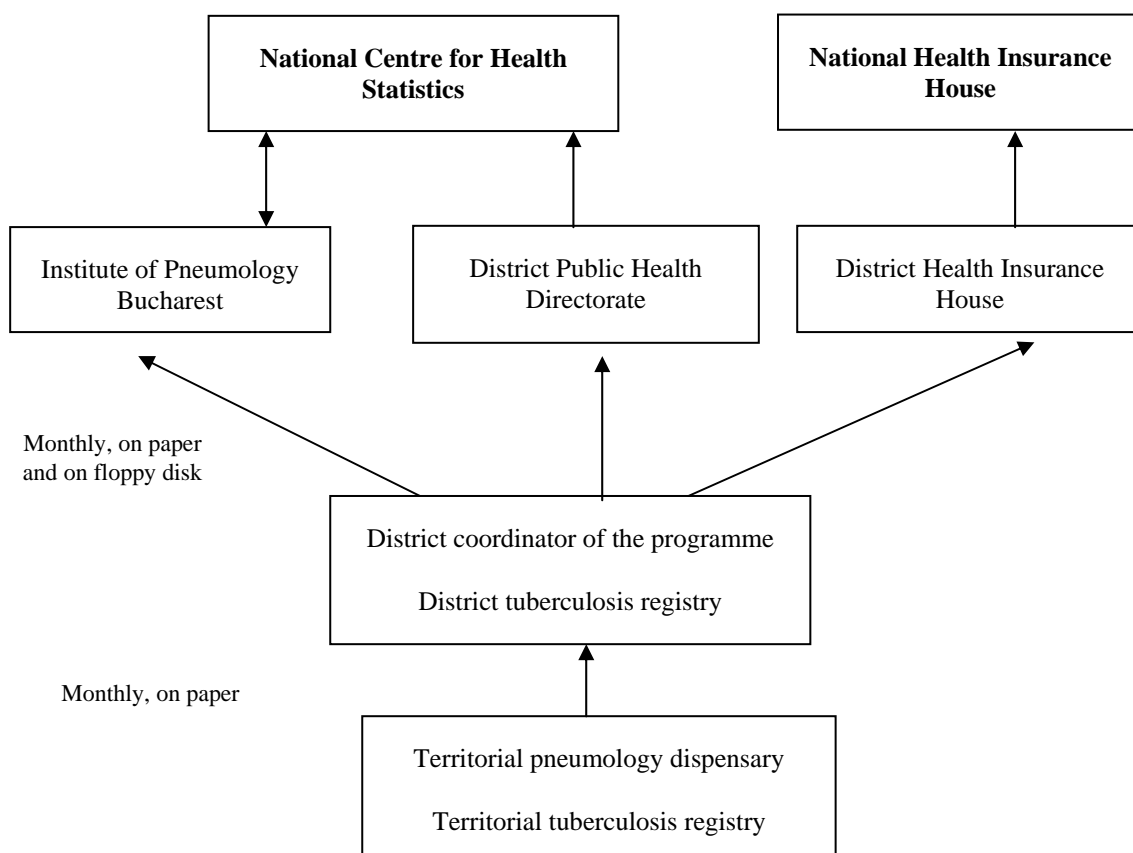 National Centre for Health
Statistics
National Health Insurance
House
Institute of Pneumology
Bucharest
District Public Health
Directorate
District Health Insurance
House
Monthly, on paper
and on floppy disk
District coordinator of the programme
District tuberculosis registry
Monthly, on paper
Territorial pneumology dispensary
Territorial tuberculosis registry